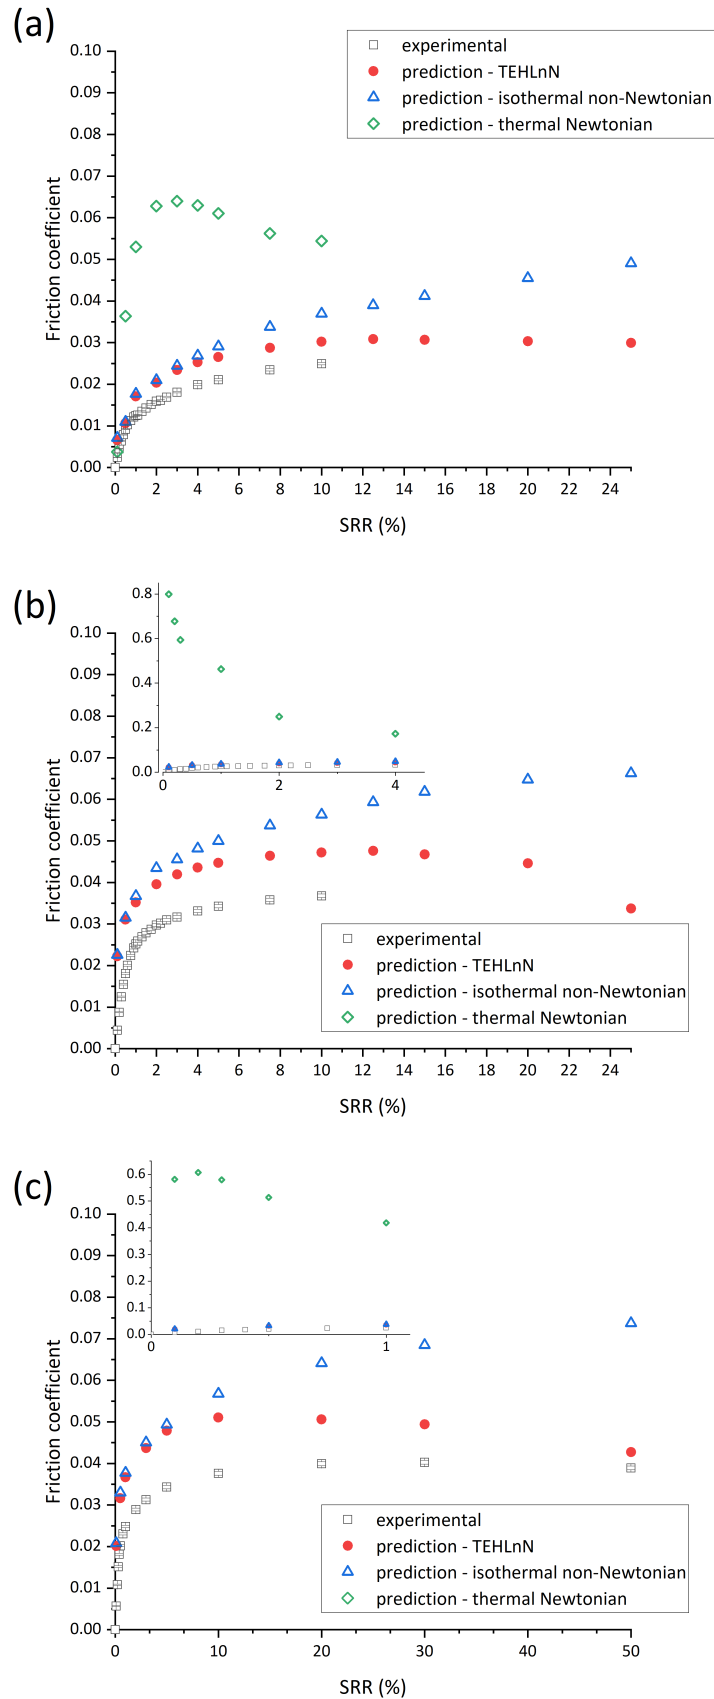 (a)
0.10
0.09
0.08
0.07
0.06
0.05
0.04
0.03
0.02
0.01
0.00
Friction coefficient
experimental
prediction - TEHLnN
prediction - isothermal non-Newtonian
prediction - thermal Newtonian
0 2 4 6 8 10 12 14 16 18 20 22 24
SRR (%)
(b)
0.8
0.6
0.4
0.2
0.0
0 2 4
0.10
0.09
0.08
0.07
0.06
0.05
0.04
0.03
0.02
0.01
0.00
Friction coefficient
experimental
prediction - TEHLnN
prediction - isothermal non-Newtonian
prediction - thermal Newtonian
0 2 4 6 8 10 12 14 16 18 20 22 24
SRR (%)
(c)
0.6
0.5
0.4
0.3
0.2
0.1
0.0
0 1
0.10
0.09
0.08
0.07
0.06
0.05
0.04
0.03
0.02
0.01
0.00
Friction coefficient
experimental
prediction - TEHLnN
prediction - isothermal non-Newtonian
prediction - thermal Newtonian
0 10 20 30 40 50
SRR (%)